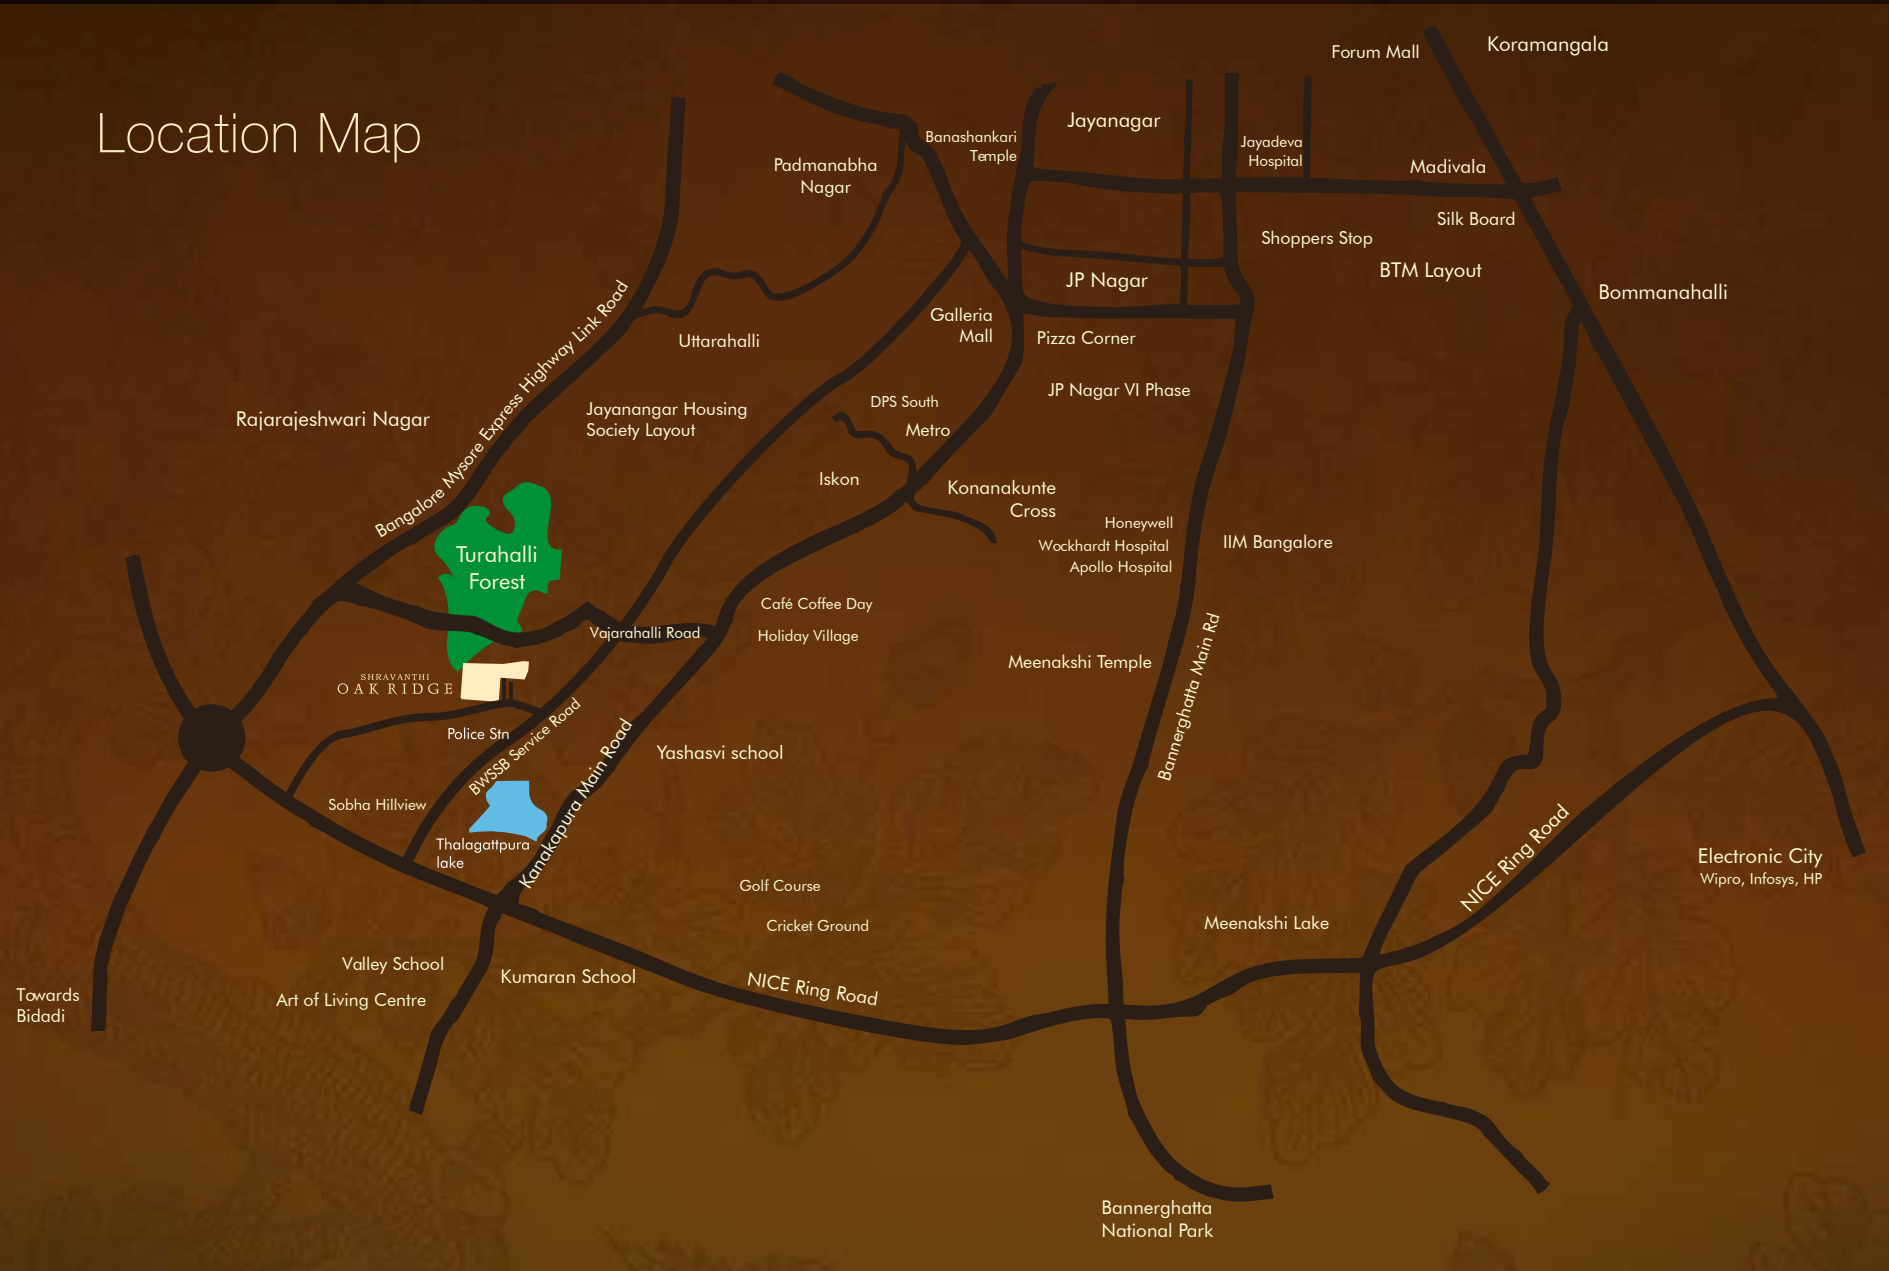 Location Map
Forum Mall
Koramangala
Jayanagar
Banashankari
Temple
Jayadeva
Hospital
Padmanabha
Nagar
Madivala
Silk Board
Shoppers Stop
BTM Layout
JP Nagar
Bommanahalli
Galleria
Mall
Pizza Corner
Uttarahalli
Bangalore Mysore Express Highway Link Road
JP Nagar VI Phase
DPS South
Metro
Rajarajeshwari Nagar
Jayanangar Housing
Society Layout
Iskon
Konanakunte
Cross
Honeywell
Wockhardt Hospital
Apollo Hospital
IIM Bangalore
Turahalli
Forest
Café Coffee Day
Vajarahalli Road
Holiday Village
Meenakshi Temple
Bannerghatta Main Rd
SHRAVANTHI
OAK RIDGE
Police Stn
BWSSB Service Road
Yashasvi school
Sobha Hillview
Kanakapura Main Road
Thalagattpura
lake
NICE Ring Road
Electronic City
Wipro, Infosys, HP
Golf Course
Cricket Ground
Meenakshi Lake
Valley School
Kumaran School
NICE Ring Road
Art of Living Centre
Towards
Bidadi
Bannerghatta
National Park